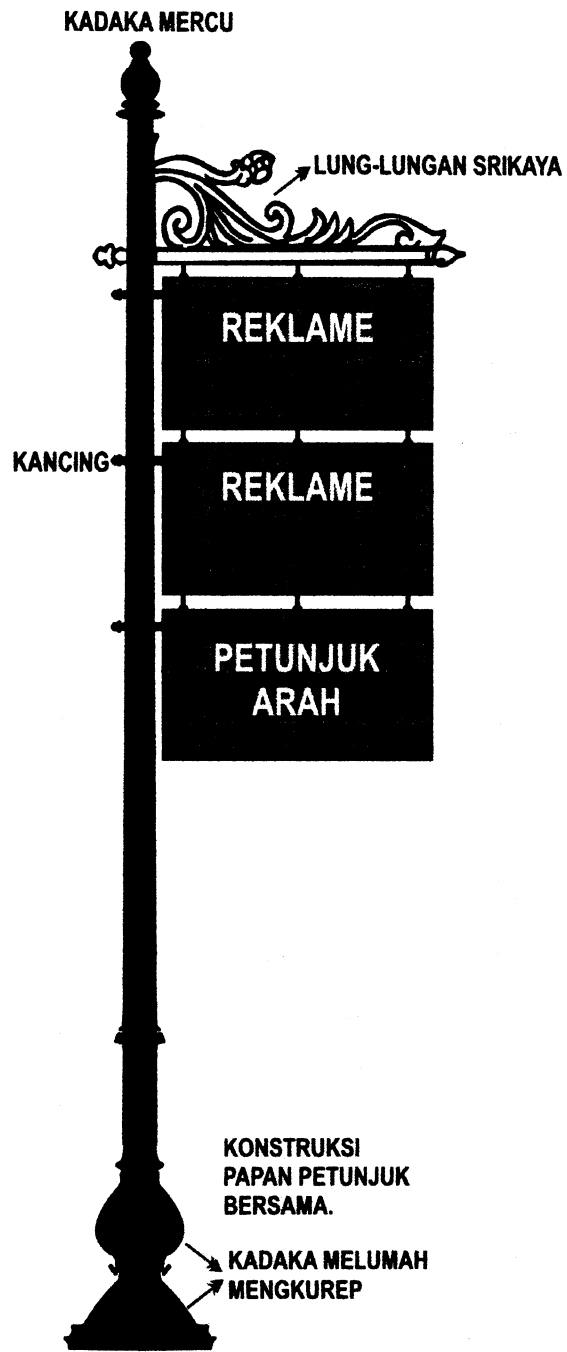 KADAKA MERCU
LUNG-LUNGAN SRIKAYA
REKLAME
KANCING
REKLAME
PETUNJUK
ARAH
KONSTRUKSI
PAPAN PETUNJUK
BERSAMA.
KADAKA MELUMAH
MENGKUREP